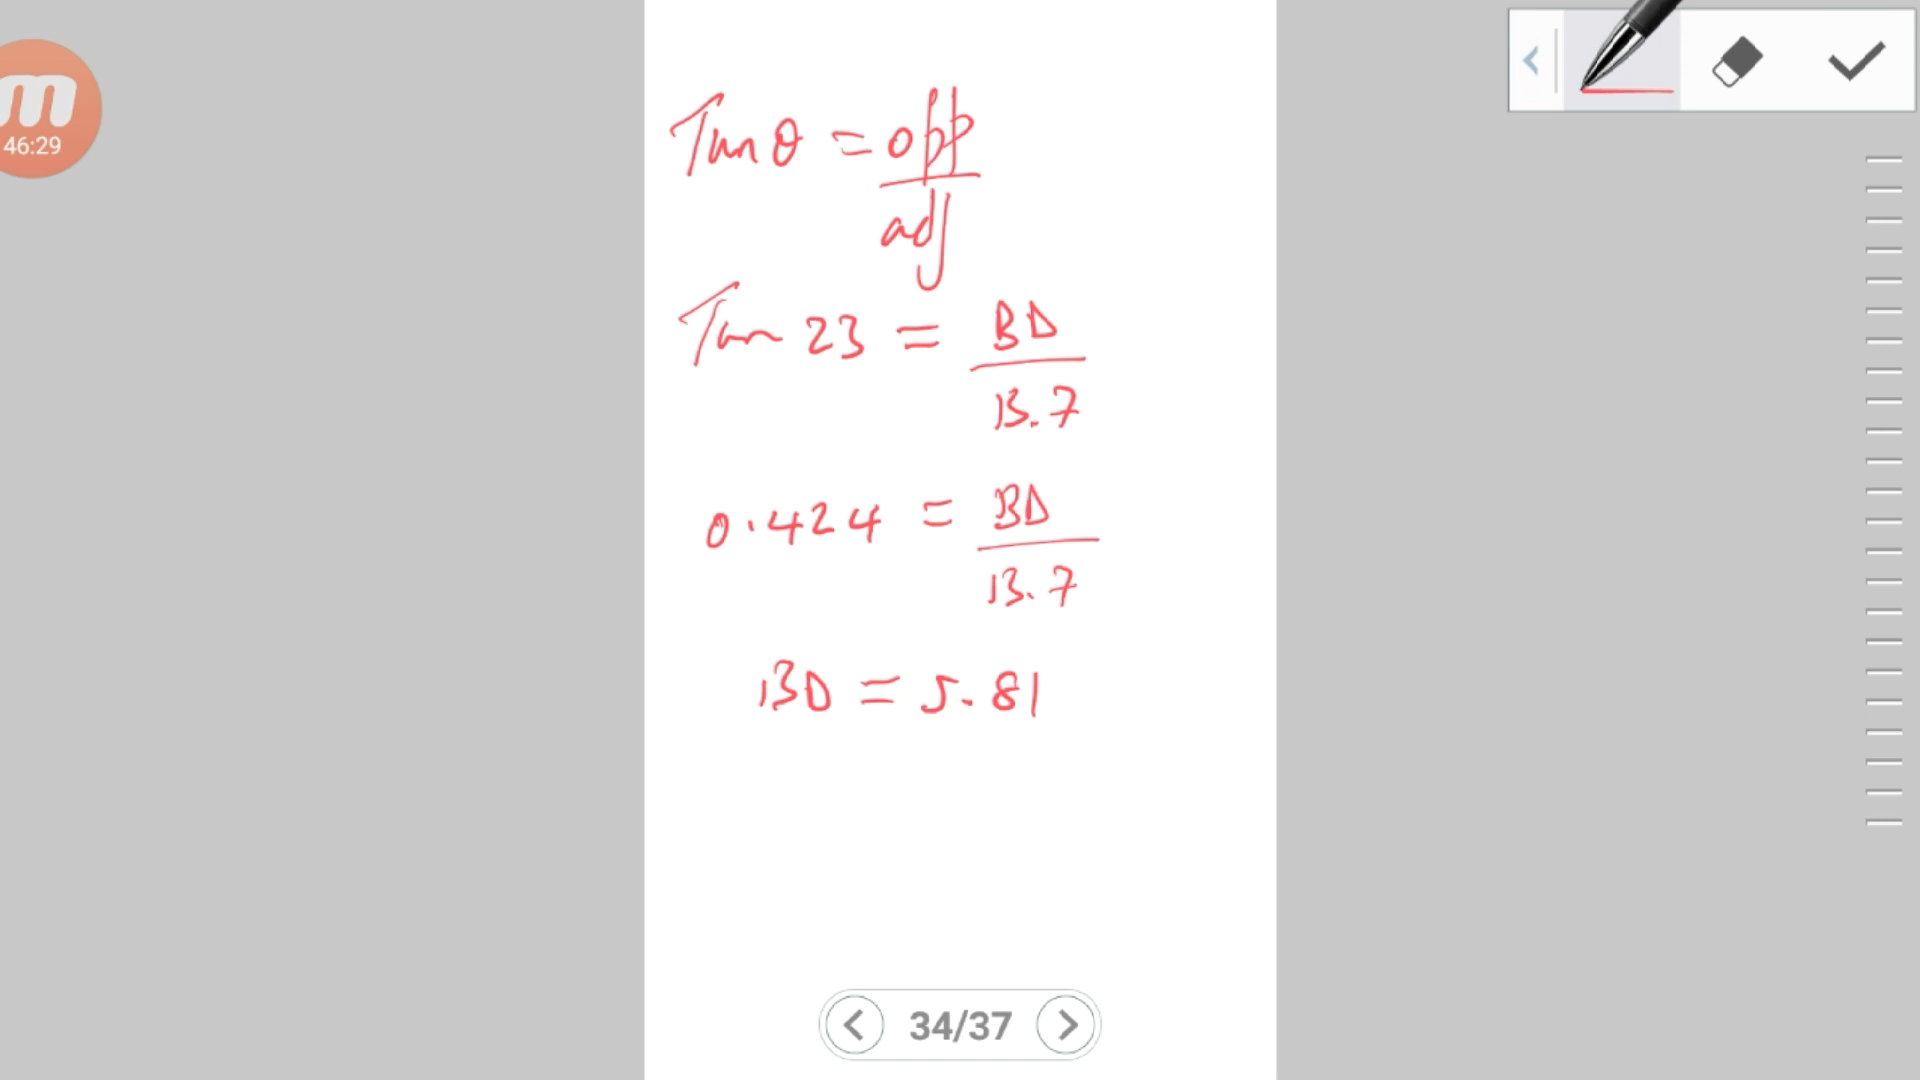 m
46:29
Tan θ = opp
adj
Tan 23 = BD
13.7
0.424 = BD
13.7
BD = 5.81
34/37